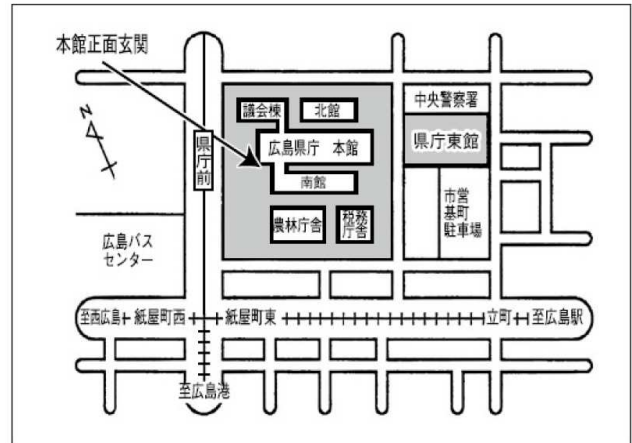 本館正面玄関
N
県庁前
議会棟
北館
広島県庁 本館
南館
農林庁舎
税務
庁舎
中央警察署
県庁東館
市営
基町
駐車場
広島バス
センター
至西広島
紙屋町西
紙屋町東
立町
至広島駅
至広島港